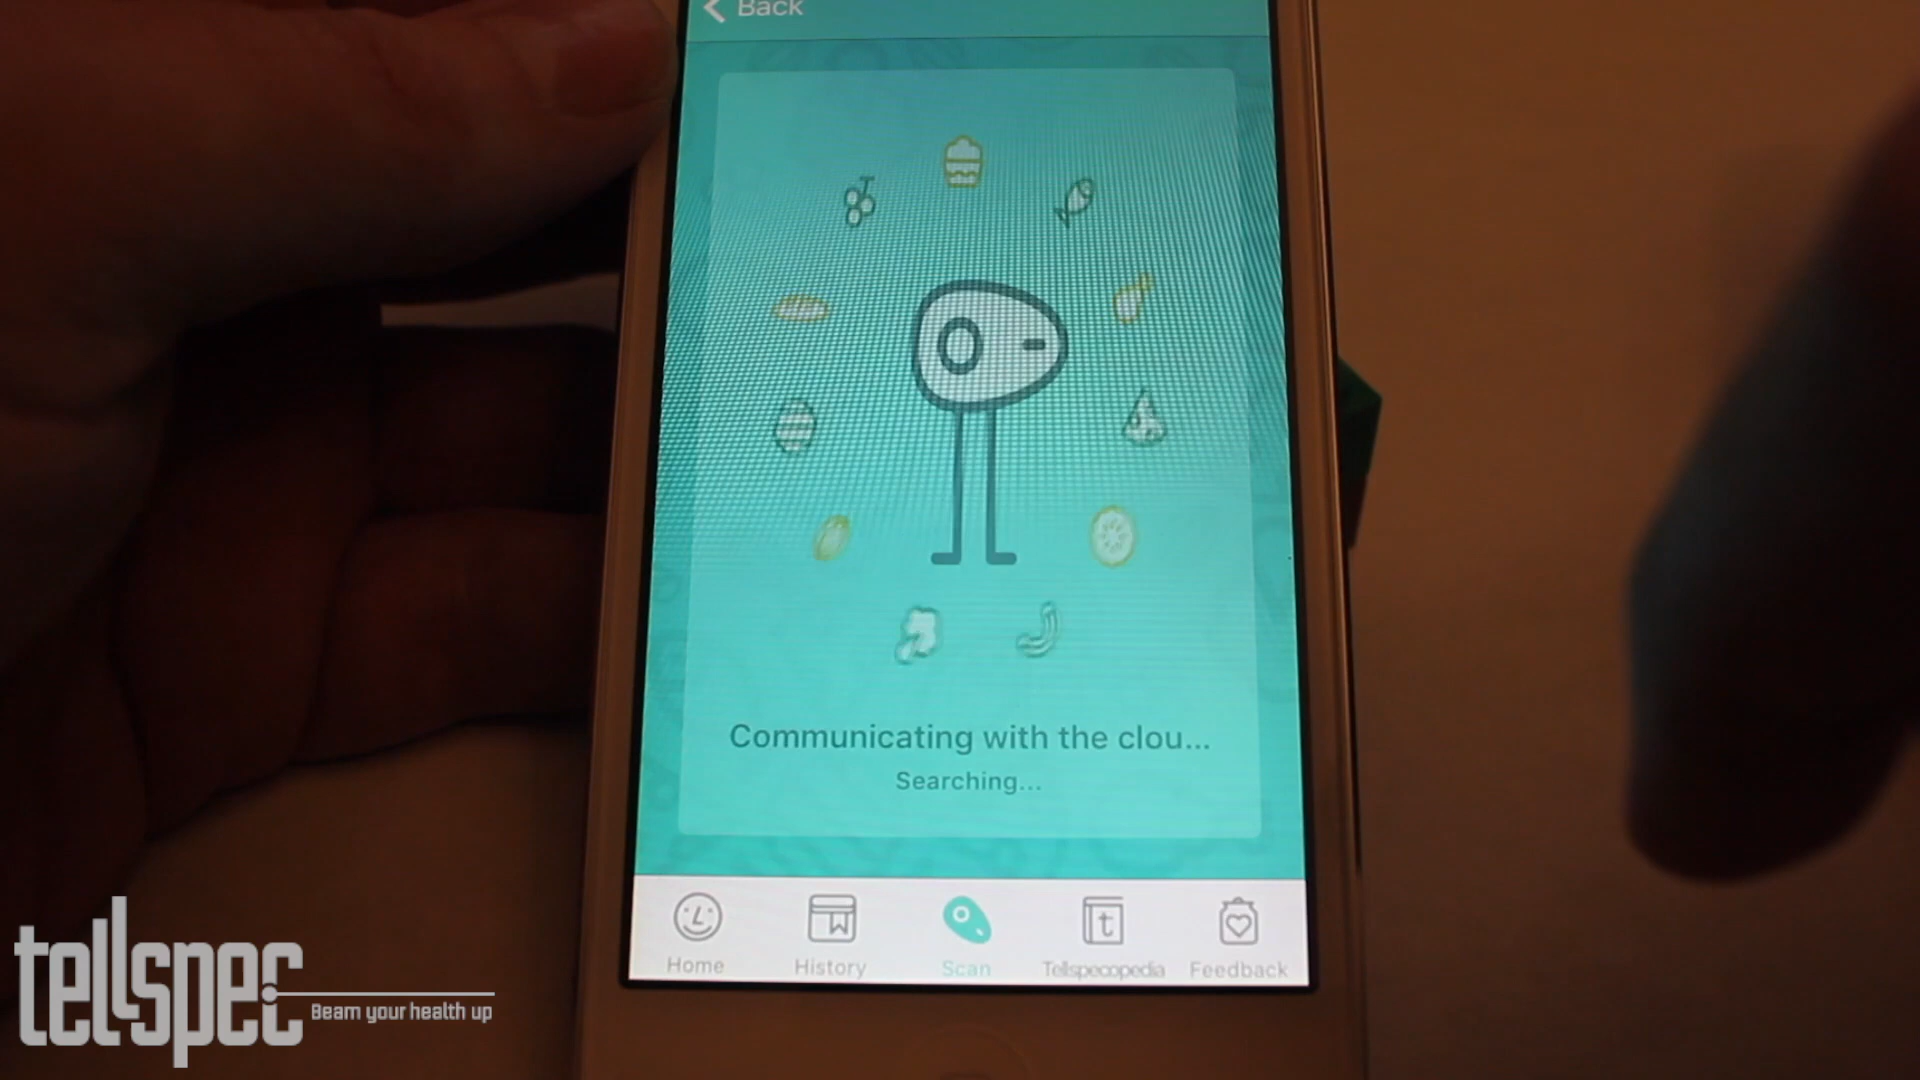 Back
Communicating with the clou...
Searching...
Home
History
Scan
Tellspecopedia
Feedback
tellspec
Beam your health up